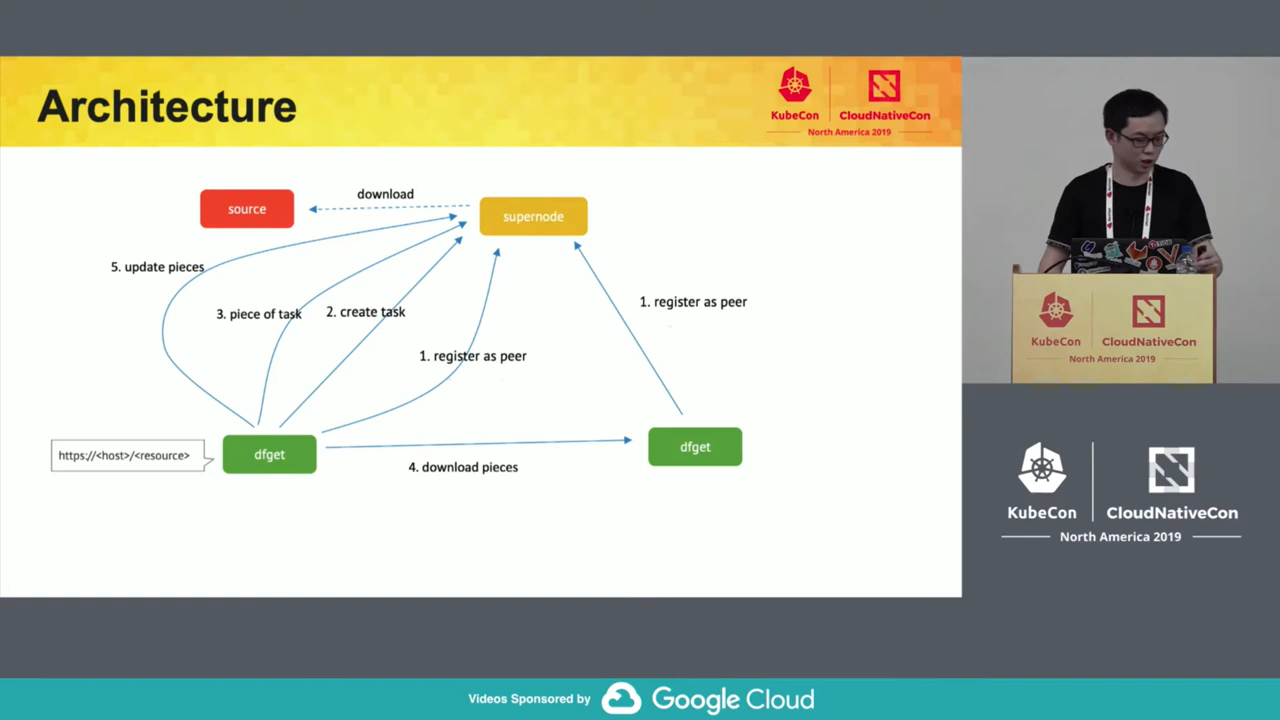 Architecture
KubeCon
CloudNativeCon
North America 2019
source
download
supernode
5. update pieces
3. piece of task
2. create task
1. register as peer
1. register as peer
https://<host>/<resource>
dfget
4. download pieces
dfget
KubeCon
CloudNativeCon
North America 2019
KubeCon
CloudNativeCon
North America 2019
Videos Sponsored by
Google Cloud